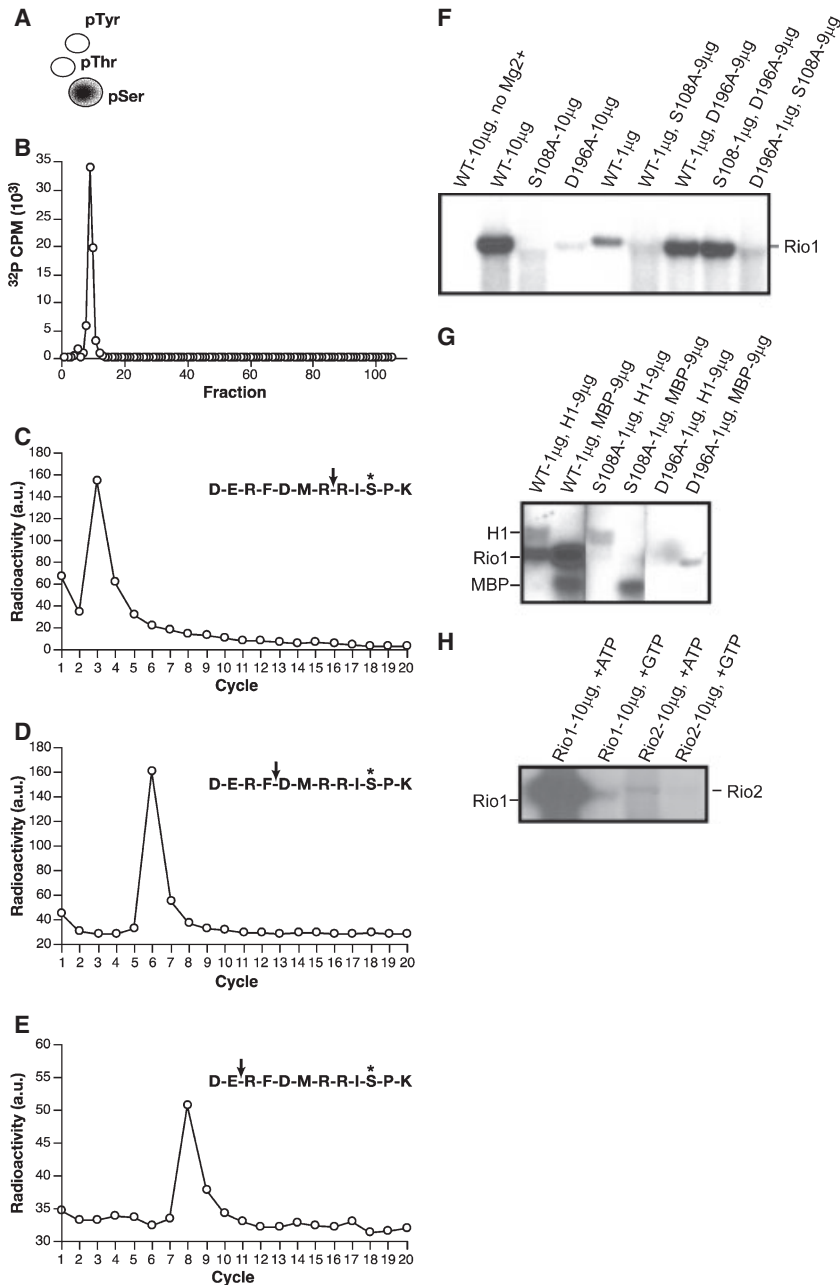 A
pTyr
pThr
pSer
B
35
30
25
20
15
10
5
0
32P CPM (10³)
0 20 40 60 80 100
Fraction
C
180
160
140
120
100
80
60
40
20
0
Radioactivity (a.u.)
*
D-E-R-F-D-M-R-R-I-S-P-K
1 2 3 4 5 6 7 8 9 10 11 12 13 14 15 16 17 18 19 20
Cycle
D
180
160
140
120
100
80
60
40
20
Radioactivity (a.u.)
*
D-E-R-F-D-M-R-R-I-S-P-K
1 2 3 4 5 6 7 8 9 10 11 12 13 14 15 16 17 18 19 20
Cycle
E
60
55
50
45
40
35
30
Radioactivity (a.u.)
*
D-E-R-F-D-M-R-R-I-S-P-K
1 2 3 4 5 6 7 8 9 10 11 12 13 14 15 16 17 18 19 20
Cycle
F
WT-10µg, no Mg2+
WT-10µg
S108A-10µg
D196A-10µg
WT-1µg
WT-1µg, S108A-9µg
WT-1µg, D196A-9µg
S108-1µg, D196A-9µg
D196A-1µg, S108A-9µg
Rio1
G
WT-1µg, H1-9µg
WT-1µg, MBP-9µg
S108A-1µg, H1-9µg
S108A-1µg, MBP-9µg
D196A-1µg, H1-9µg
D196A-1µg, MBP-9µg
H1
Rio1
MBP
H
Rio1-10µg, +ATP
Rio1-10µg, +GTP
Rio2-10µg, +ATP
Rio2-10µg, +GTP
Rio1
Rio2